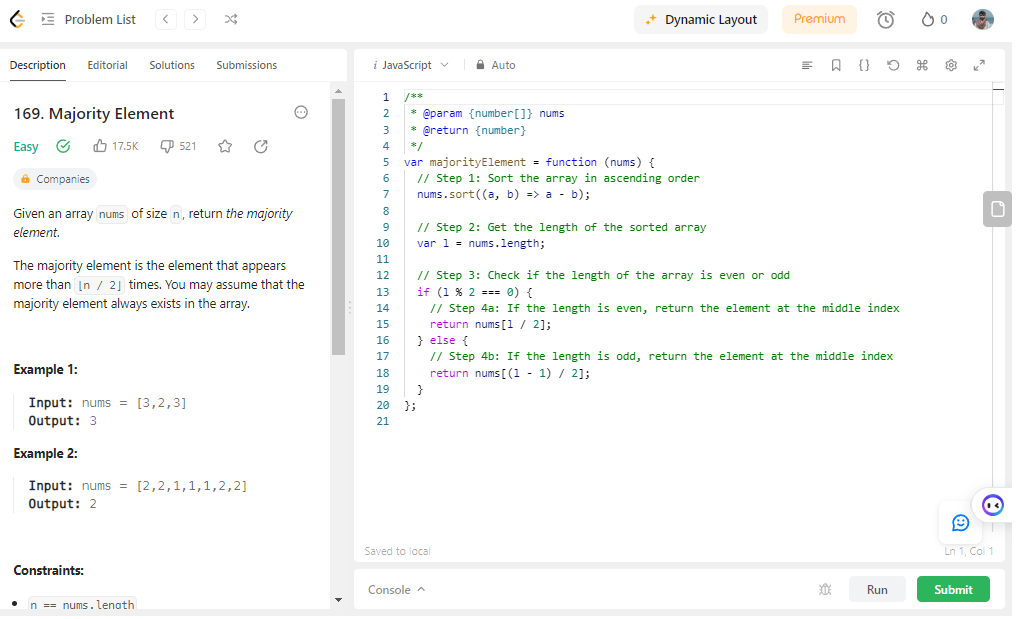 Problem List
Dynamic Layout
Premium
0
Description
Editorial
Solutions
Submissions
169. Majority Element
Easy
17.5K
521
Companies
Given an array nums of size n, return the majority
element.
The majority element is the element that appears
more than ⌊n / 2⌋ times. You may assume that the
majority element always exists in the array.
Example 1:
Input: nums = [3,2,3]
Output: 3
Example 2:
Input: nums = [2,2,1,1,1,2,2]
Output: 2
Constraints:
n == nums.length
i JavaScript
Auto
1 /**
2 * @param {number[]} nums
3 * @return {number}
4 */
5 var majorityElement = function (nums) {
6 // Step 1: Sort the array in ascending order
7 nums.sort((a, b) => a - b);
8
9 // Step 2: Get the length of the sorted array
10 var l = nums.length;
11
12 // Step 3: Check if the length of the array is even or odd
13 if (l % 2 === 0) {
14 // Step 4a: If the length is even, return the element at the middle index
15 return nums[l / 2];
16 } else {
17 // Step 4b: If the length is odd, return the element at the middle index
18 return nums[(l - 1) / 2];
19 }
20 };
21
Saved to local
Ln 1, Col 1
Console
Run
Submit